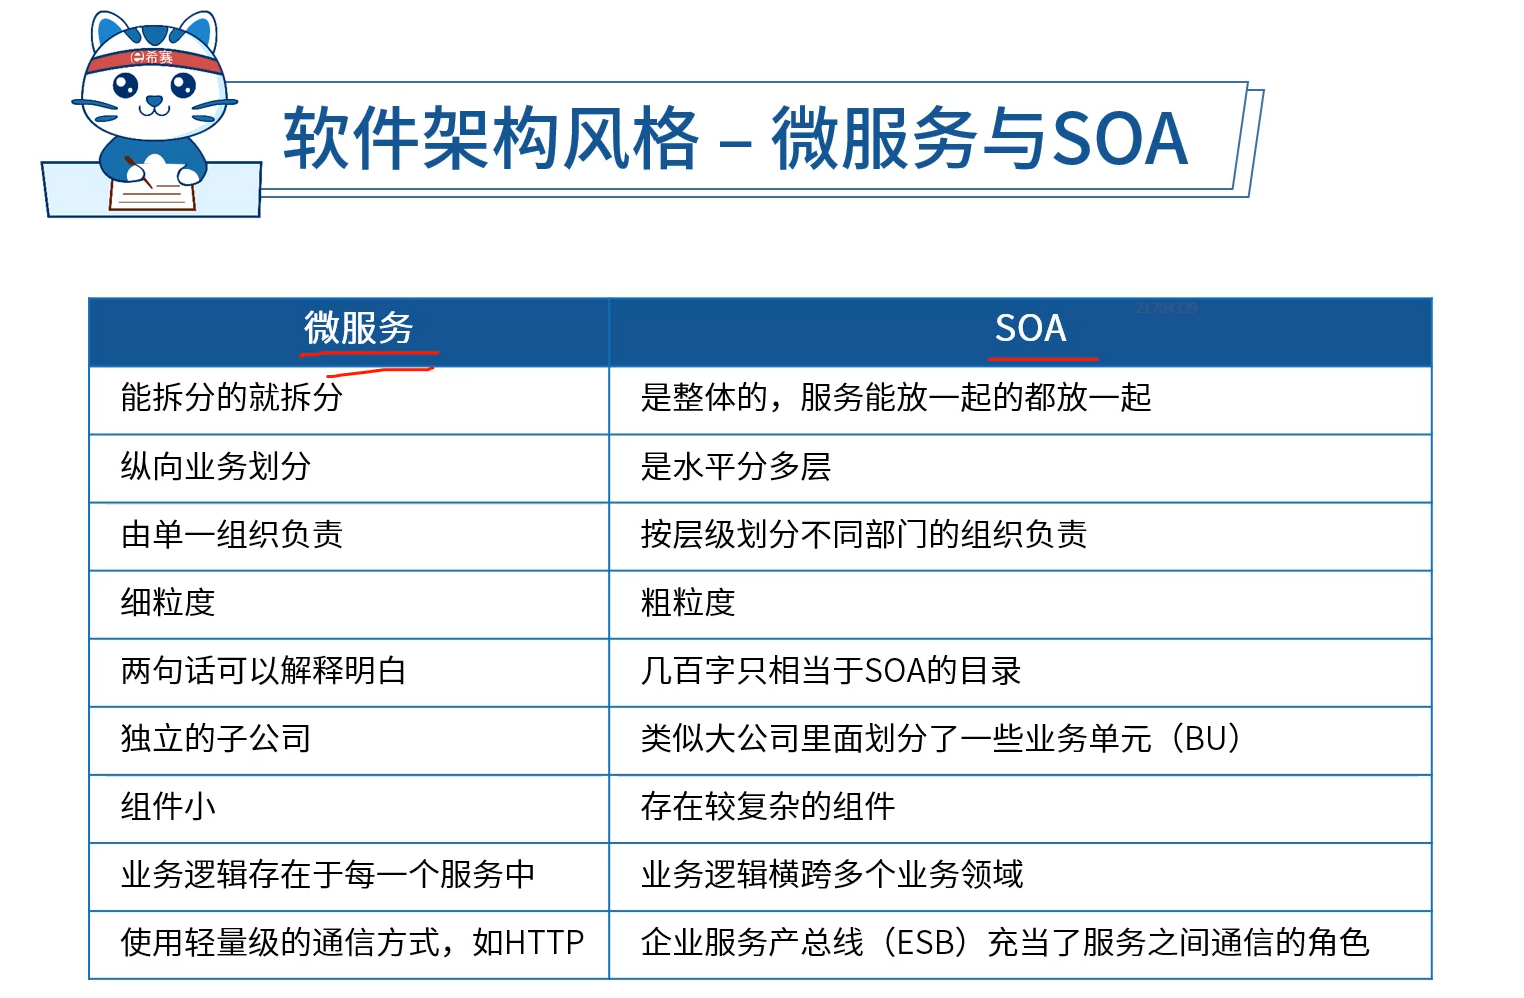 e希赛
软件架构风格 – 微服务与SOA
21704339
微服务 SOA
能拆分的就拆分 是整体的，服务能放一起的都放一起
纵向业务划分 是水平分多层
由单一组织负责 按层级划分不同部门的组织负责
细粒度 粗粒度
两句话可以解释明白 几百字只相当于SOA的目录
独立的子公司 类似大公司里面划分了一些业务单元（BU）
组件小 存在较复杂的组件
业务逻辑存在于每一个服务中 业务逻辑横跨多个业务领域
使用轻量级的通信方式，如HTTP 企业服务产总线（ESB）充当了服务之间通信的角色